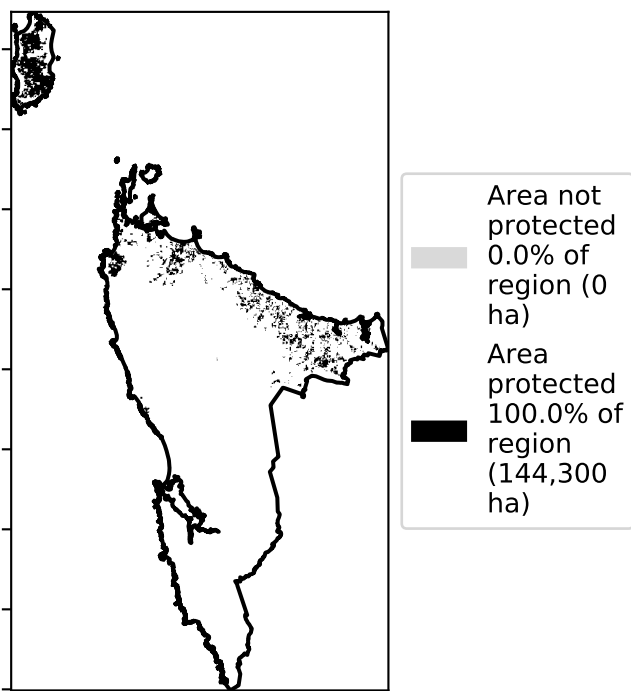 Area not
protected
0.0% of
region (0
ha)
Area
protected
100.0% of
region
(144,300
ha)